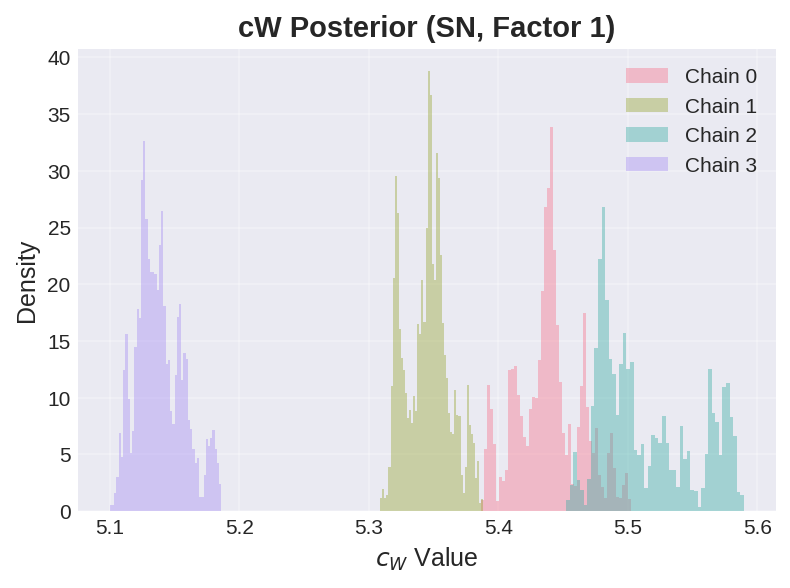 cW Posterior (SN, Factor 1)
40
35
30
25
20
15
10
5
0
Density
Chain 0
Chain 1
Chain 2
Chain 3
5.1 5.2 5.3 5.4 5.5 5.6
c_W Value